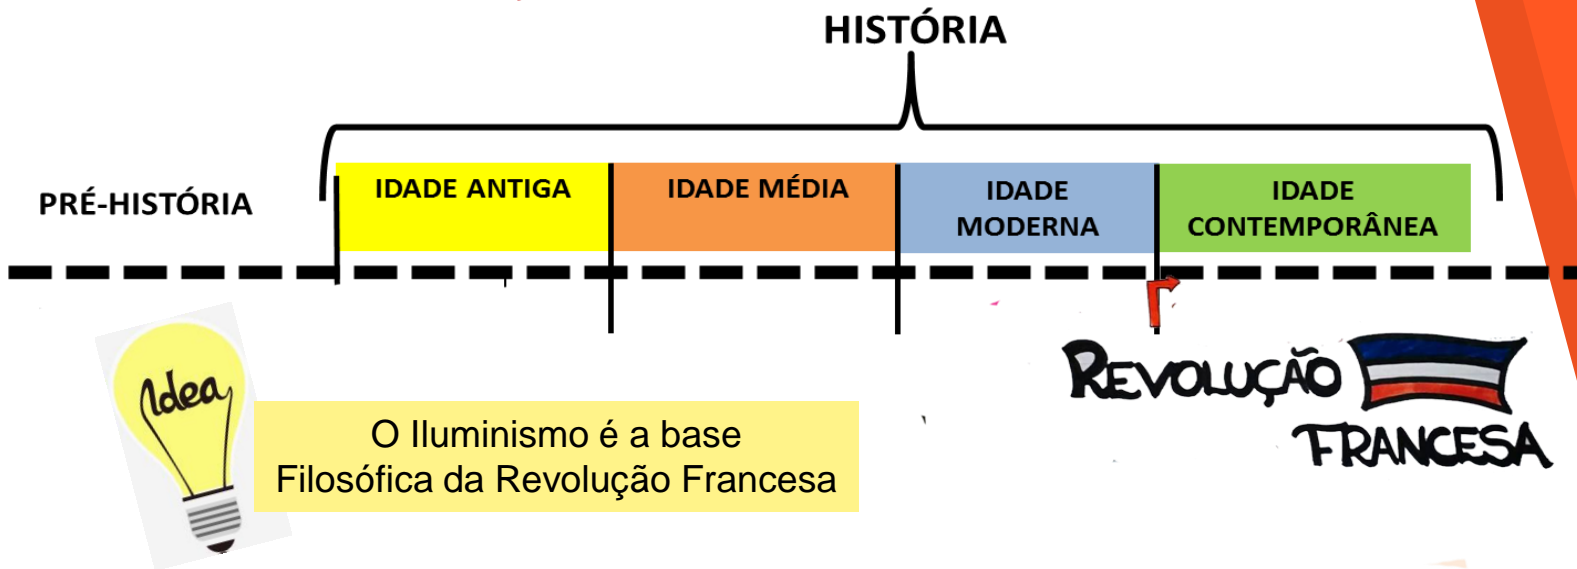 HISTÓRIA
PRÉ-HISTÓRIA
IDADE ANTIGA
IDADE MÉDIA
IDADE
MODERNA
IDADE
CONTEMPORÂNEA
REVOLUÇÃO
FRANCESA
Idea
O Iluminismo é a base
Filosófica da Revolução Francesa